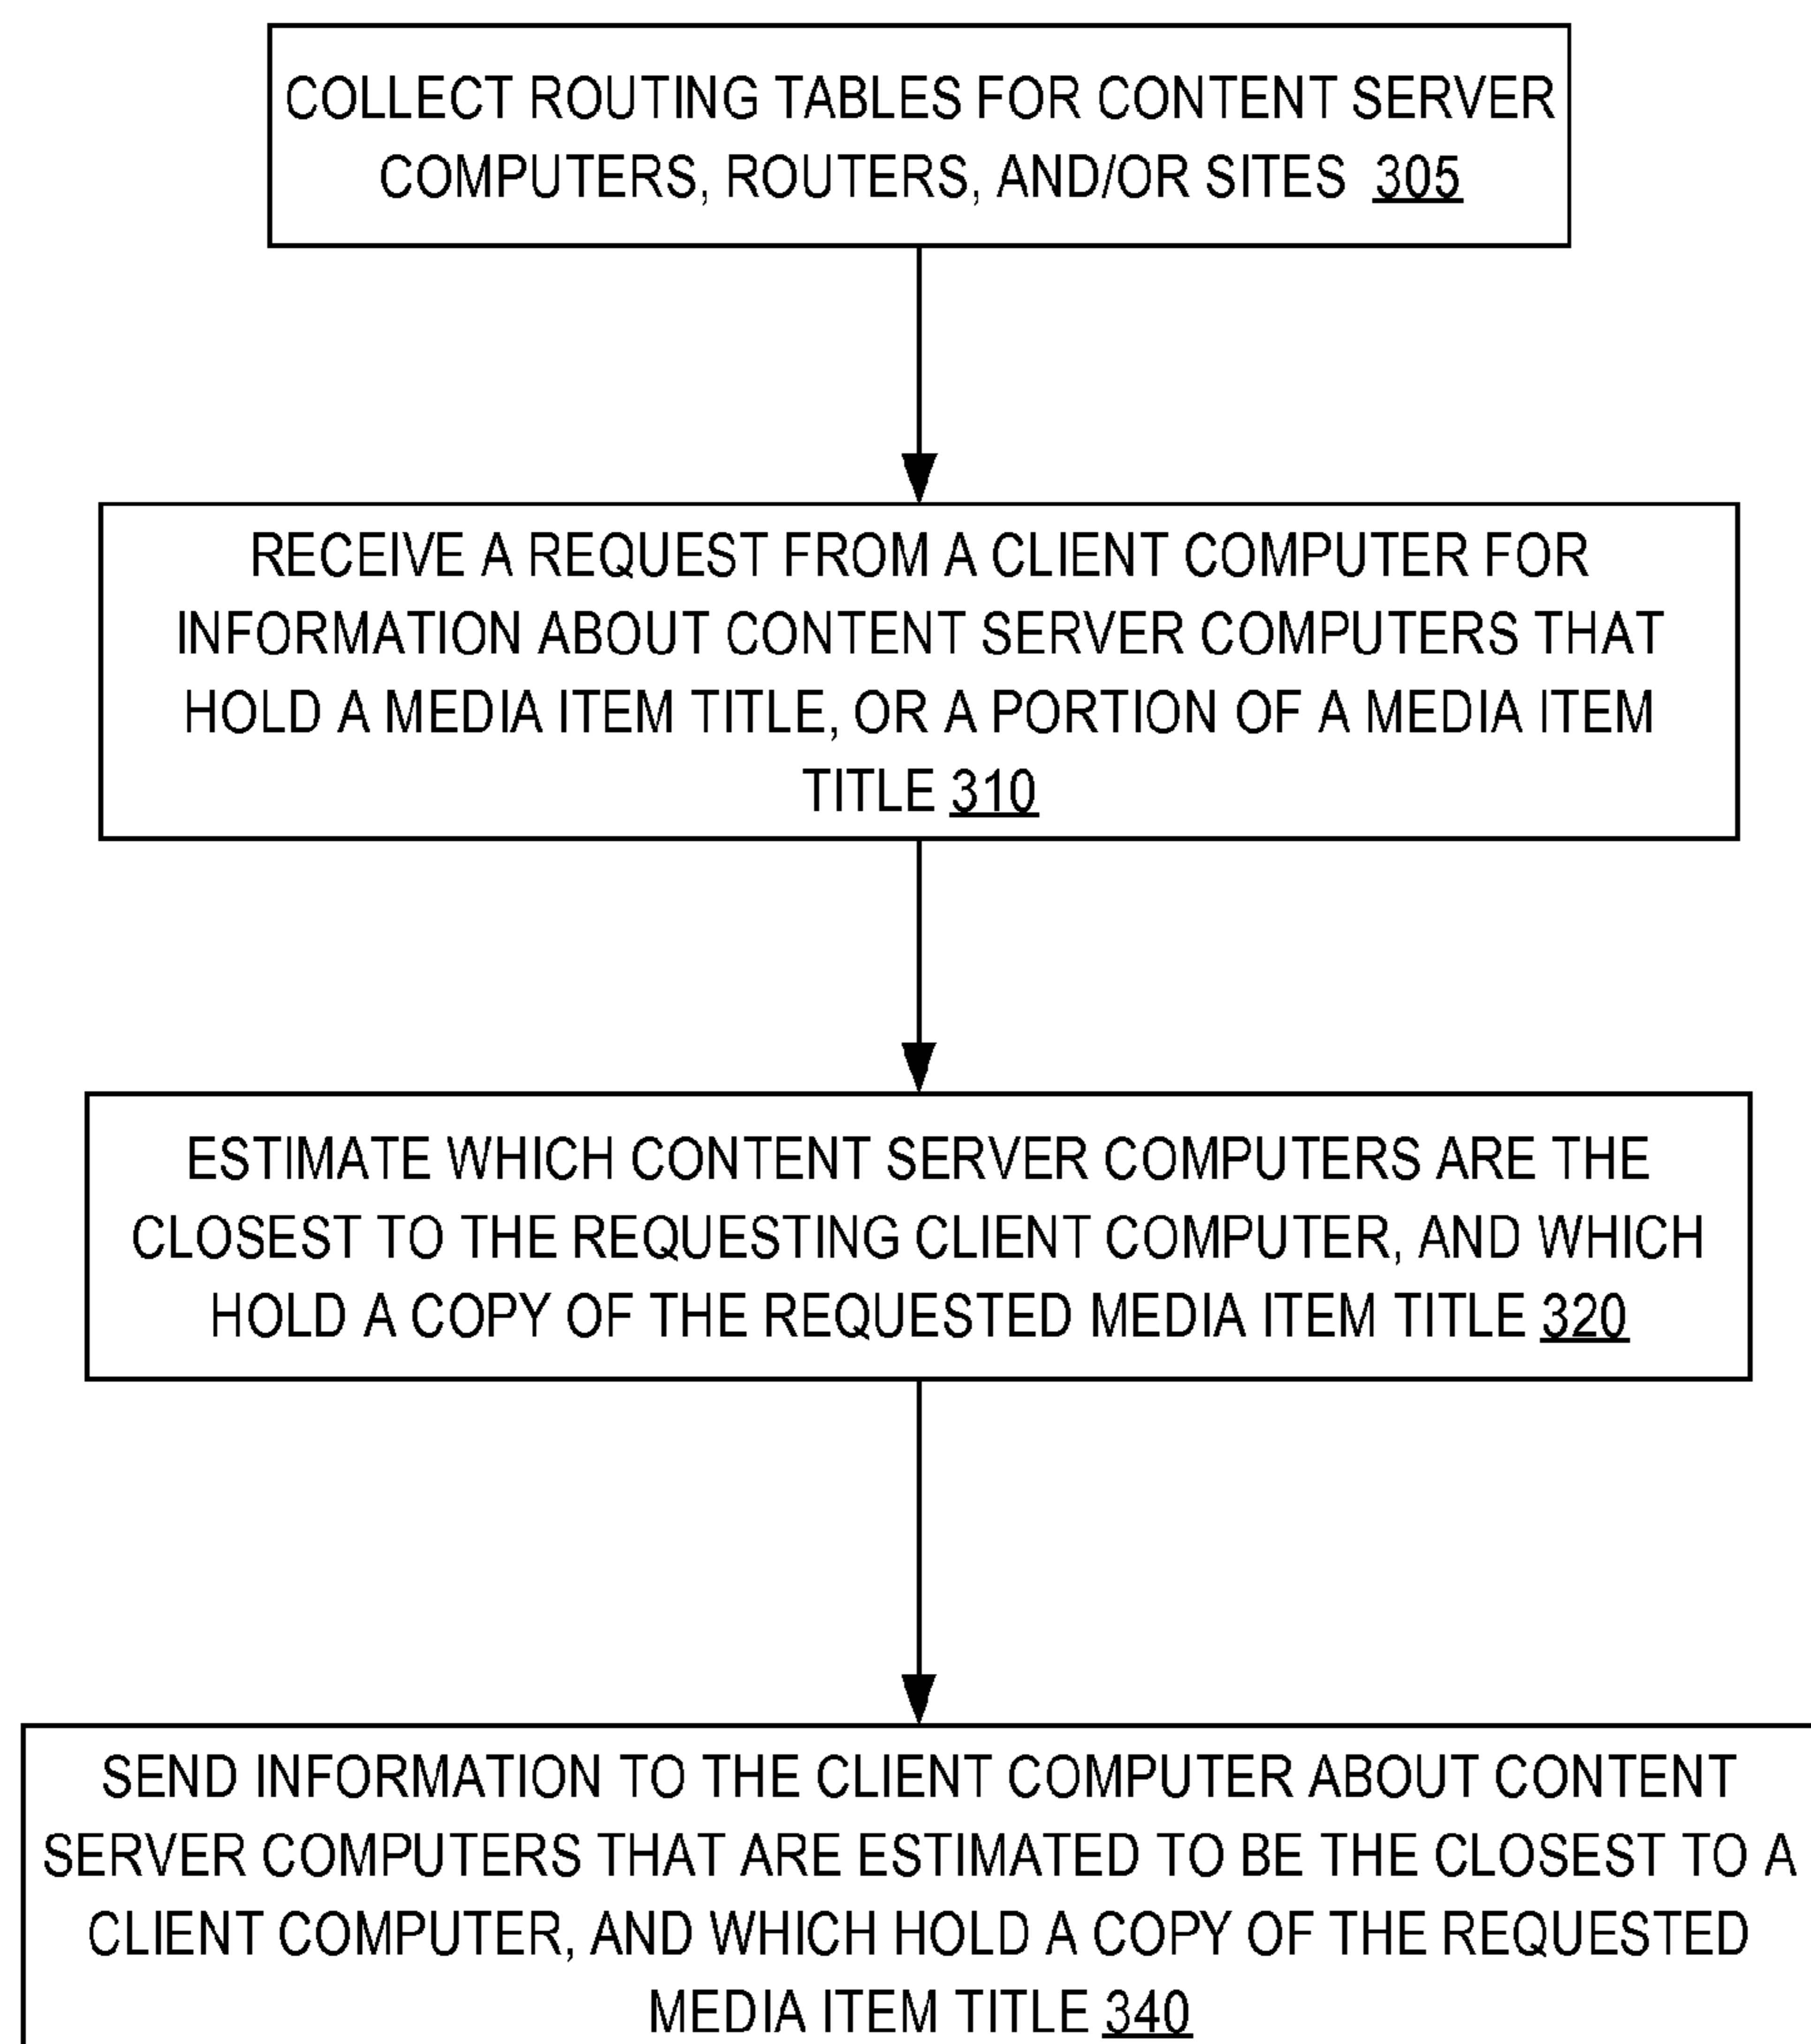 COLLECT ROUTING TABLES FOR CONTENT SERVER
COMPUTERS, ROUTERS, AND/OR SITES 305
RECEIVE A REQUEST FROM A CLIENT COMPUTER FOR
INFORMATION ABOUT CONTENT SERVER COMPUTERS THAT
HOLD A MEDIA ITEM TITLE, OR A PORTION OF A MEDIA ITEM
TITLE 310
ESTIMATE WHICH CONTENT SERVER COMPUTERS ARE THE
CLOSEST TO THE REQUESTING CLIENT COMPUTER, AND WHICH
HOLD A COPY OF THE REQUESTED MEDIA ITEM TITLE 320
SEND INFORMATION TO THE CLIENT COMPUTER ABOUT CONTENT
SERVER COMPUTERS THAT ARE ESTIMATED TO BE THE CLOSEST TO A
CLIENT COMPUTER, AND WHICH HOLD A COPY OF THE REQUESTED
MEDIA ITEM TITLE 340